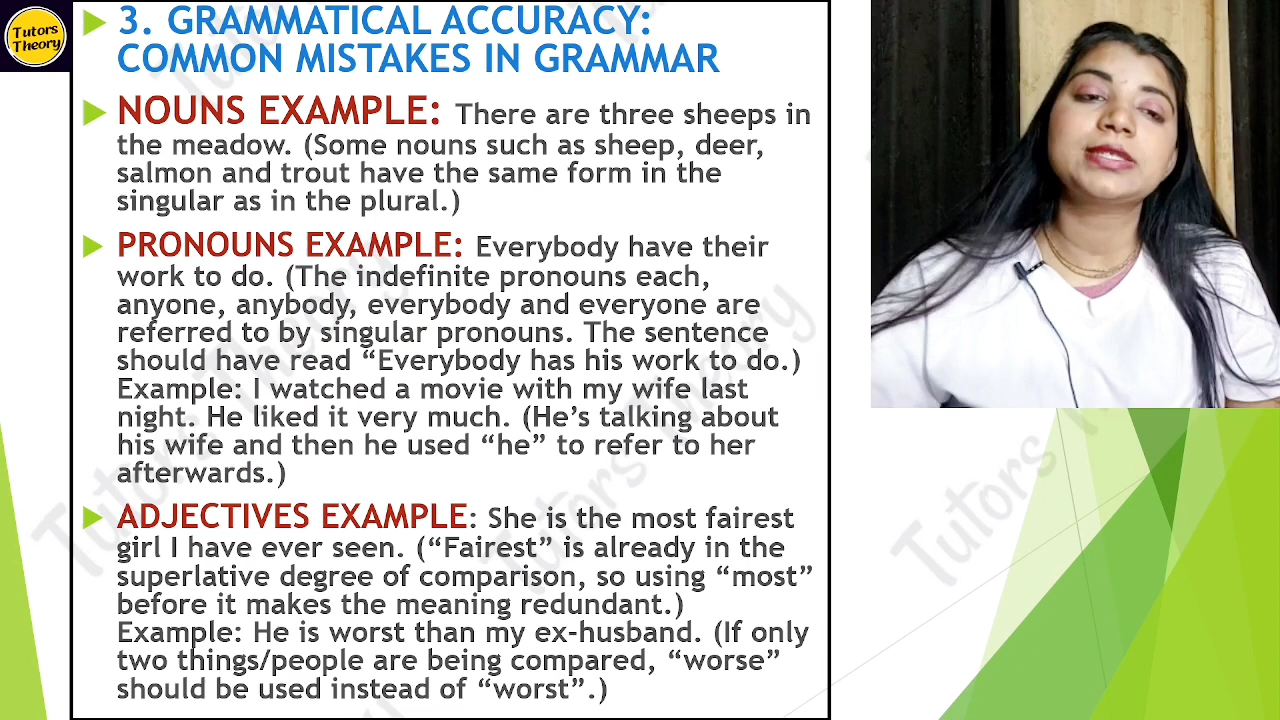 Tutors
Theory
3. GRAMMATICAL ACCURACY:
COMMON MISTAKES IN GRAMMAR
NOUNS EXAMPLE: There are three sheeps in
the meadow. (Some nouns such as sheep, deer,
salmon and trout have the same form in the
singular as in the plural.)
PRONOUNS EXAMPLE: Everybody have their
work to do. (The indefinite pronouns each,
anyone, anybody, everybody and everyone are
referred to by singular pronouns. The sentence
should have read “Everybody has his work to do.)
Example: I watched a movie with my wife last
night. He liked it very much. (He’s talking about
his wife and then he used “he” to refer to her
afterwards.)
ADJECTIVES EXAMPLE: She is the most fairest
girl I have ever seen. (“Fairest” is already in the
superlative degree of comparison, so using “most”
before it makes the meaning redundant.)
Example: He is worst than my ex-husband. (If only
two things/people are being compared, “worse”
should be used instead of “worst”.)
Tutors Theory
Tutors Theory
Tutors Theory